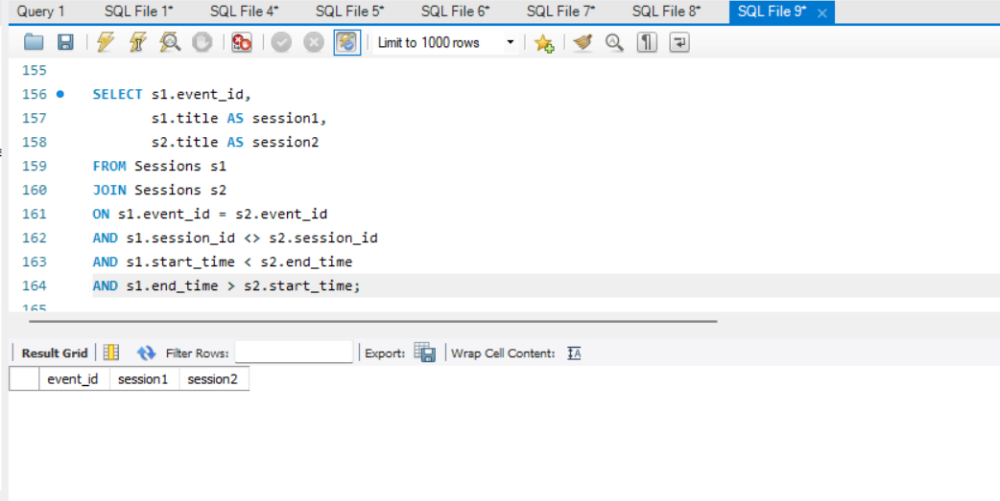 Query 1 SQL File 1* SQL File 4* SQL File 5* SQL File 6* SQL File 7* SQL File 8* SQL File 9*
Limit to 1000 rows
155
156 SELECT s1.event_id,
157 s1.title AS session1,
158 s2.title AS session2
159 FROM Sessions s1
160 JOIN Sessions s2
161 ON s1.event_id = s2.event_id
162 AND s1.session_id <> s2.session_id
163 AND s1.start_time < s2.end_time
164 AND s1.end_time > s2.start_time;
165
Result Grid Filter Rows: Export: Wrap Cell Content:
event_id session1 session2